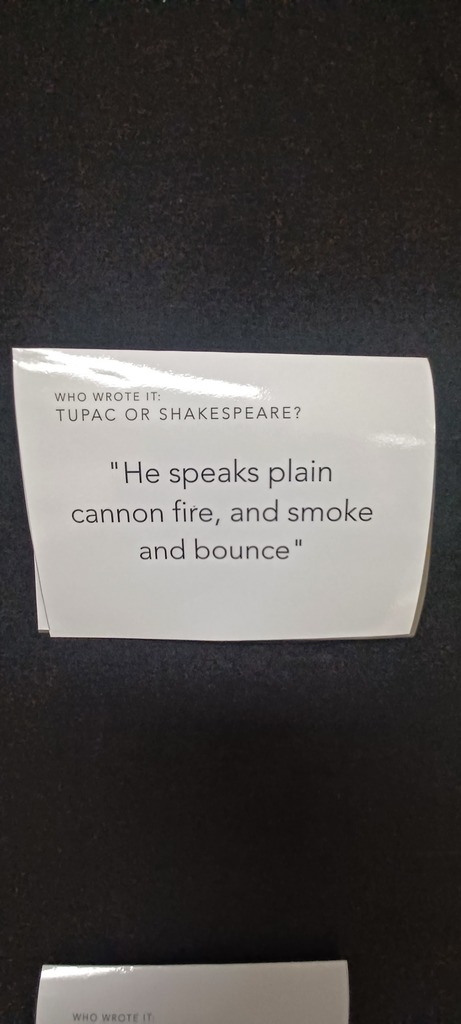 WHO WROTE IT:
TUPAC OR SHAKESPEARE?
"He speaks plain
cannon fire, and smoke
and bounce"
WHO WROTE IT: